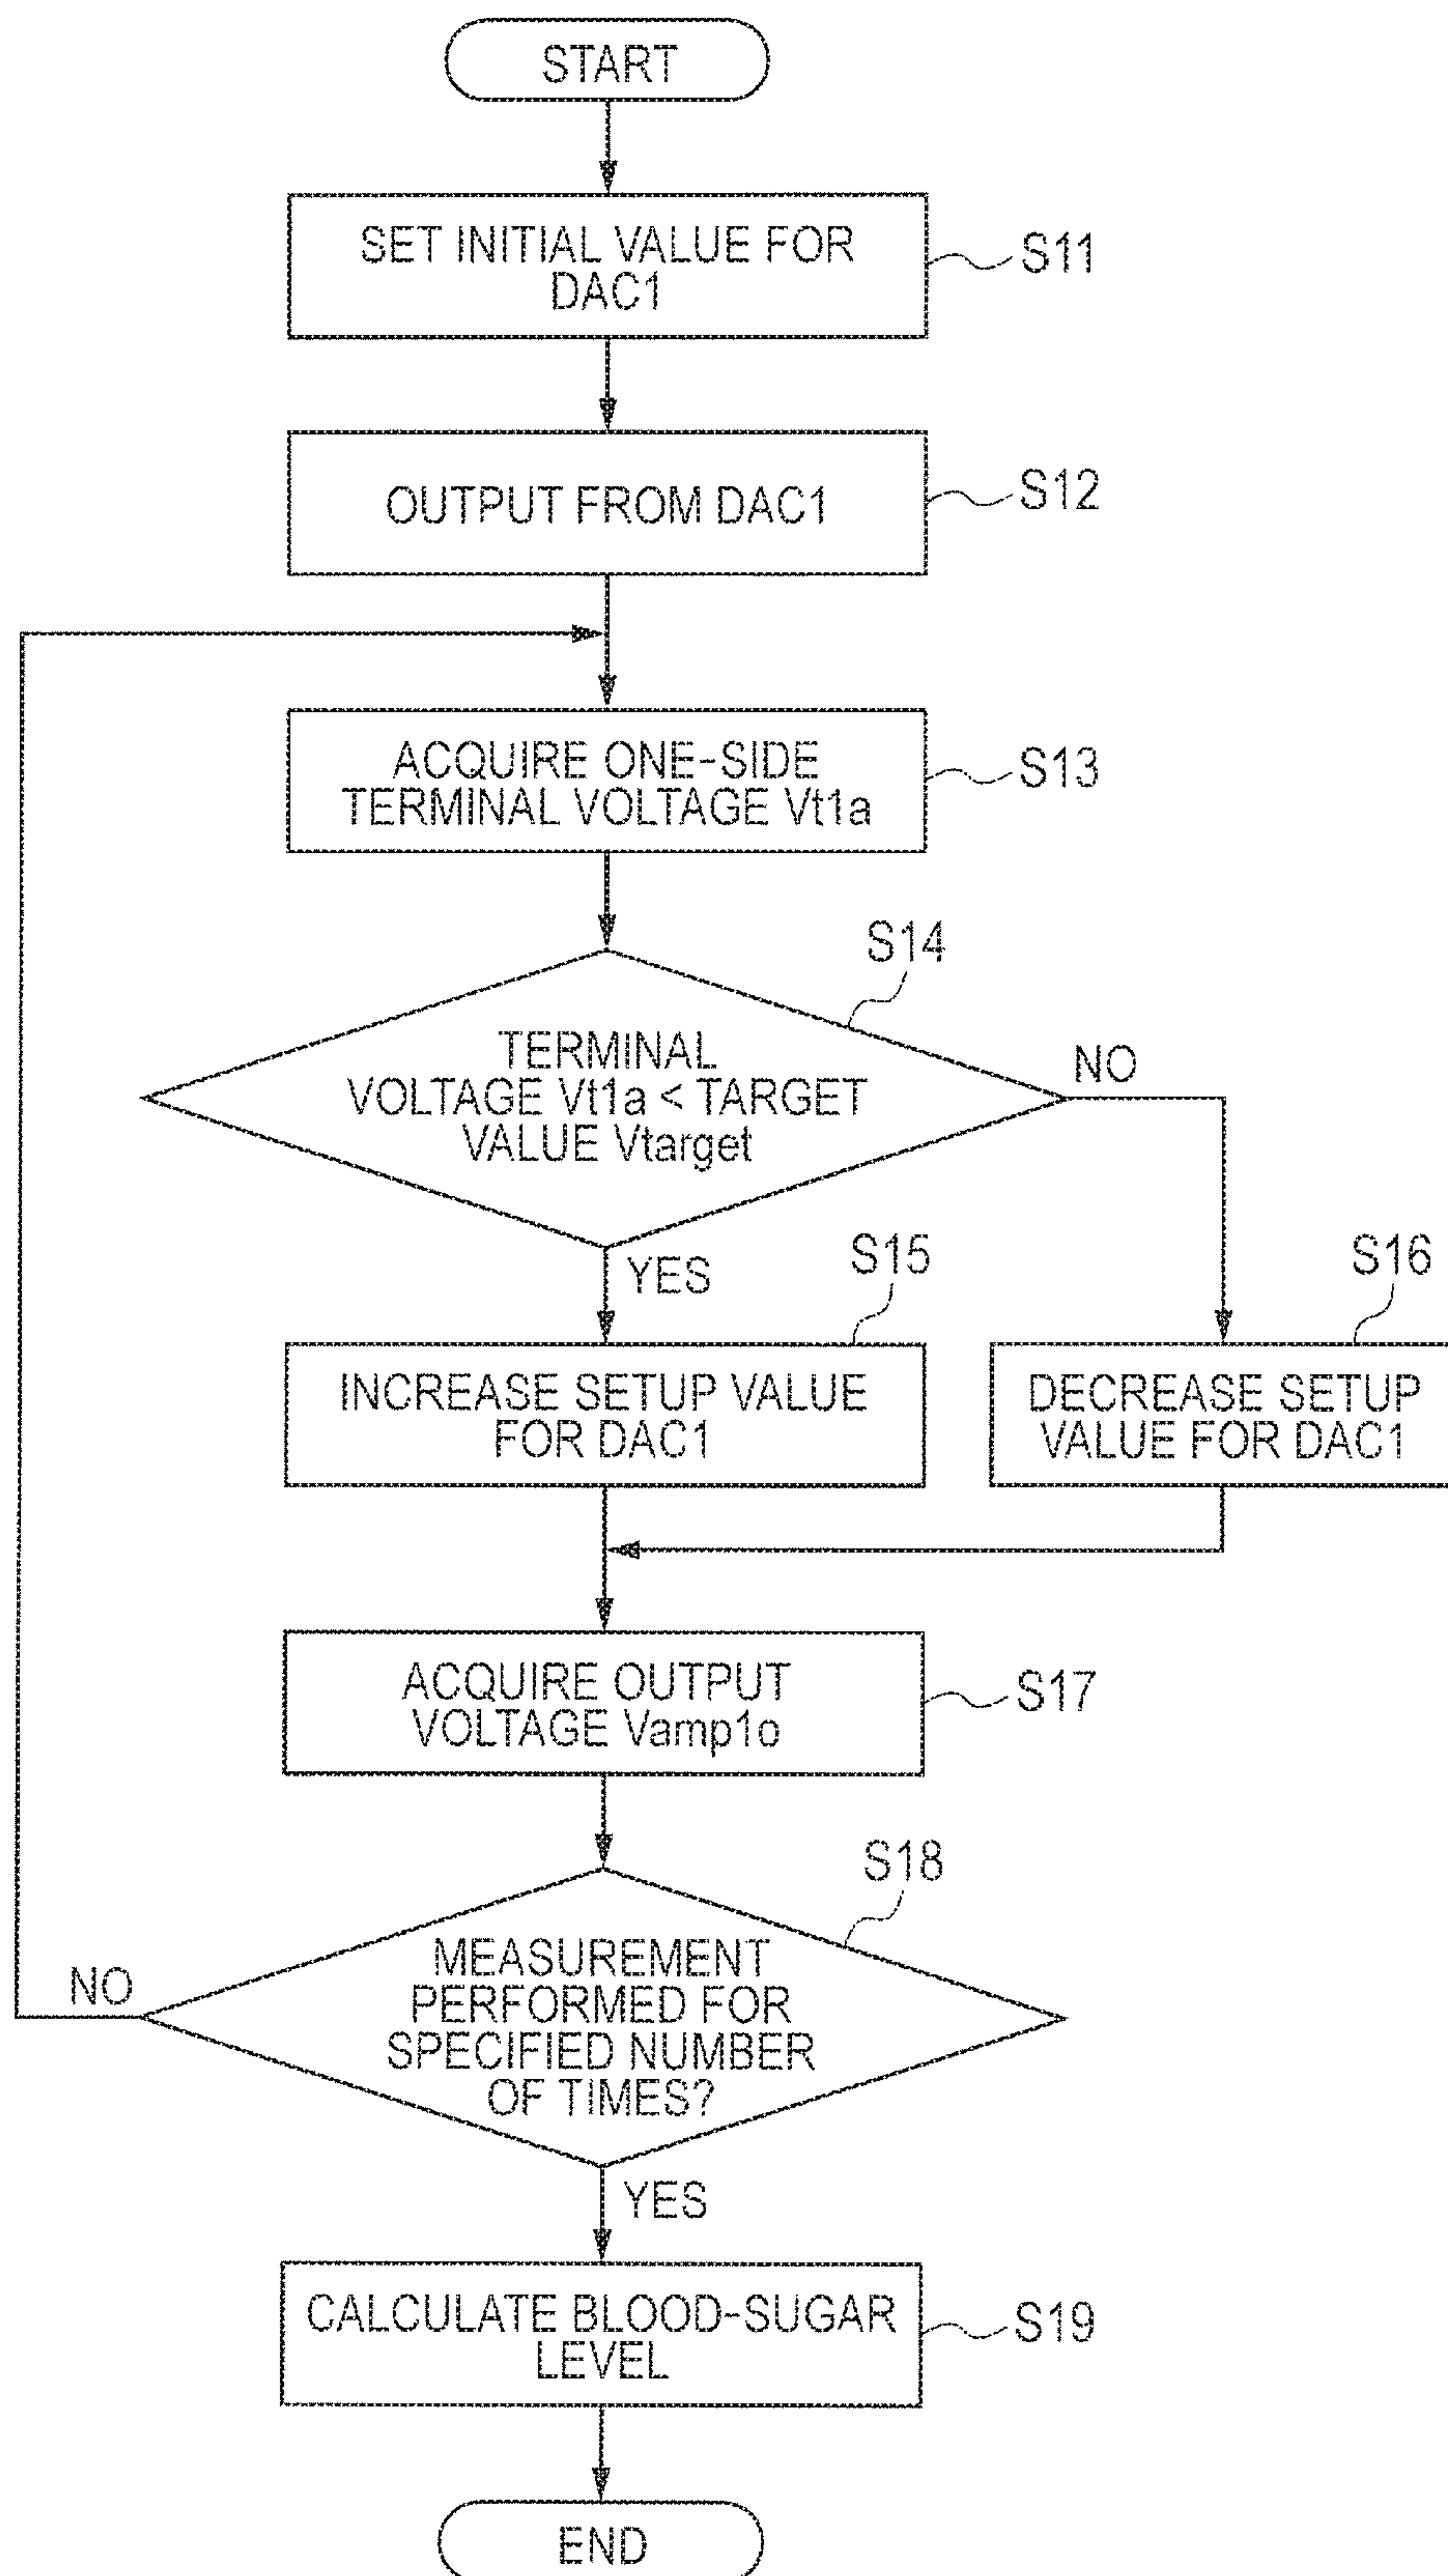 START
SET INITIAL VALUE FOR
DAC1
S11
OUTPUT FROM DAC1
S12
ACQUIRE ONE-SIDE
TERMINAL VOLTAGE Vt1a
S13
S14
TERMINAL
VOLTAGE Vt1a < TARGET
VALUE Vtarget
NO
YES
S15
S16
INCREASE SETUP VALUE
FOR DAC1
DECREASE SETUP
VALUE FOR DAC1
ACQUIRE OUTPUT
VOLTAGE Vamp1o
S17
S18
MEASUREMENT
PERFORMED FOR
SPECIFIED NUMBER
OF TIMES?
NO
YES
CALCULATE BLOOD-SUGAR
LEVEL
S19
END